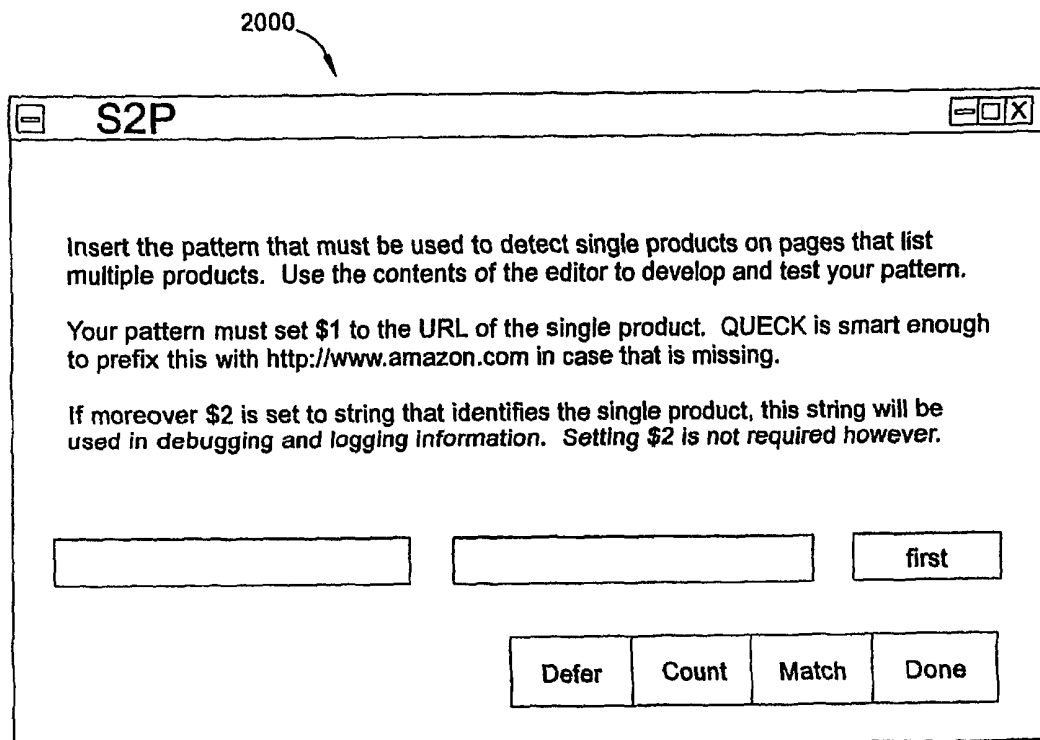 2000
S2P
Insert the pattern that must be used to detect single products on pages that list
multiple products. Use the contents of the editor to develop and test your pattern.
Your pattern must set $1 to the URL of the single product. QUECK is smart enough
to prefix this with http://www.amazon.com in case that is missing.
If moreover $2 is set to string that identifies the single product, this string will be
used in debugging and logging information. Setting $2 is not required however.
first
Defer Count Match Done